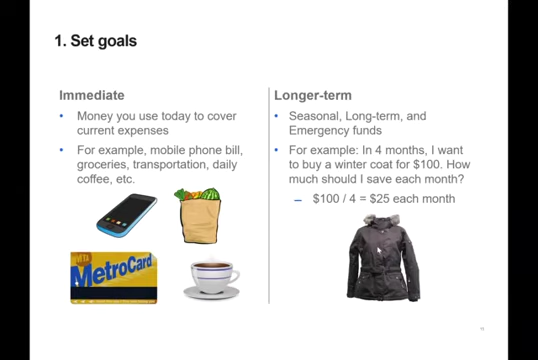 1. Set goals
Immediate
• Money you use today to cover
current expenses
• For example, mobile phone bill,
groceries, transportation, daily
coffee, etc.
MetroCard
Longer-term
• Seasonal, Long-term, and
Emergency funds
• For example: In 4 months, I want
to buy a winter coat for $100. How
much should I save each month?
– $100 / 4 = $25 each month